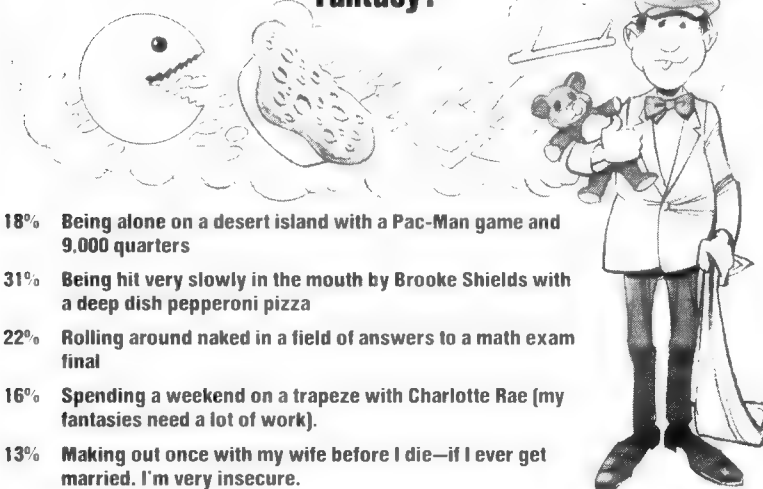 Fantasy?
18% Being alone on a desert island with a Pac-Man game and
9,000 quarters
31% Being hit very slowly in the mouth by Brooke Shields with
a deep dish pepperoni pizza
22% Rolling around naked in a field of answers to a math exam
final
16% Spending a weekend on a trapeze with Charlotte Rae (my
fantasies need a lot of work).
13% Making out once with my wife before I die—if I ever get
married. I'm very insecure.